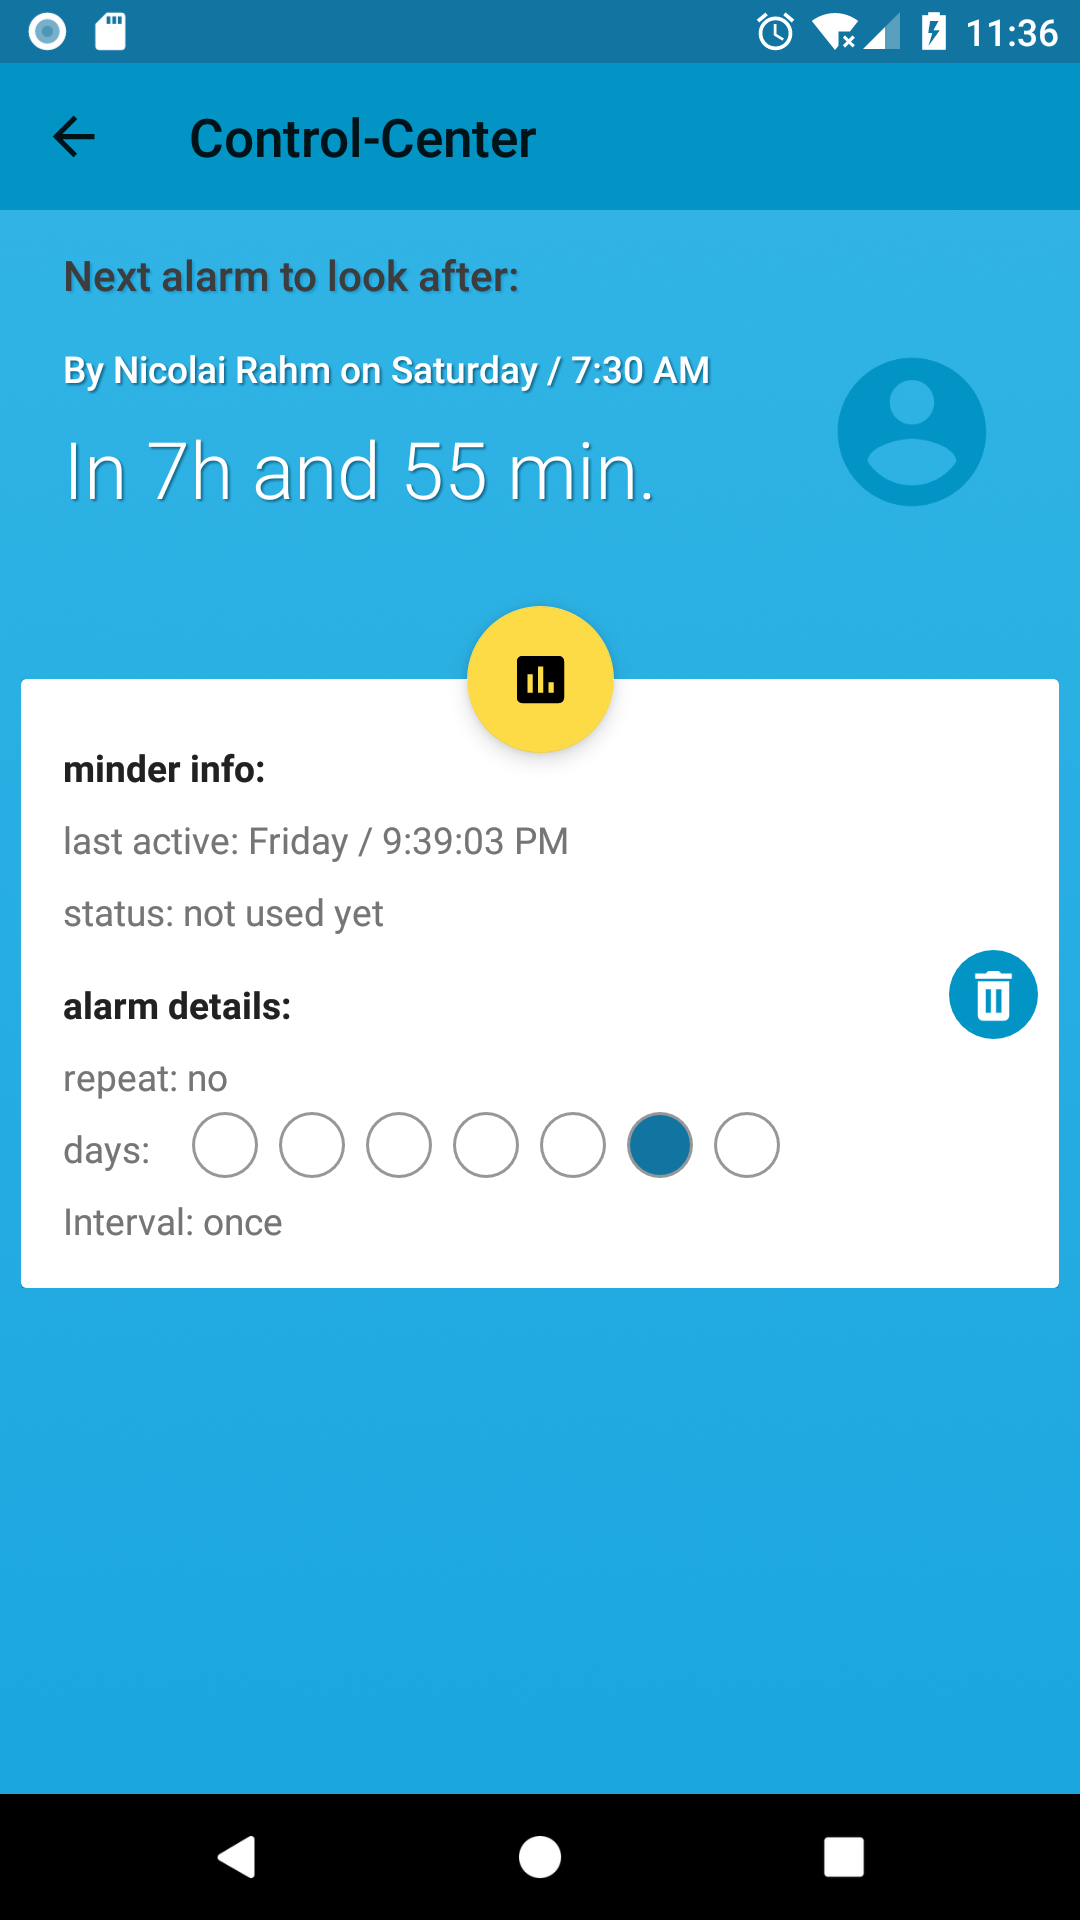 11:36
Control-Center
Next alarm to look after:
By Nicolai Rahm on Saturday / 7:30 AM
In 7h and 55 min.
minder info:
last active: Friday / 9:39:03 PM
status: not used yet
alarm details:
repeat: no
days:
Interval: once